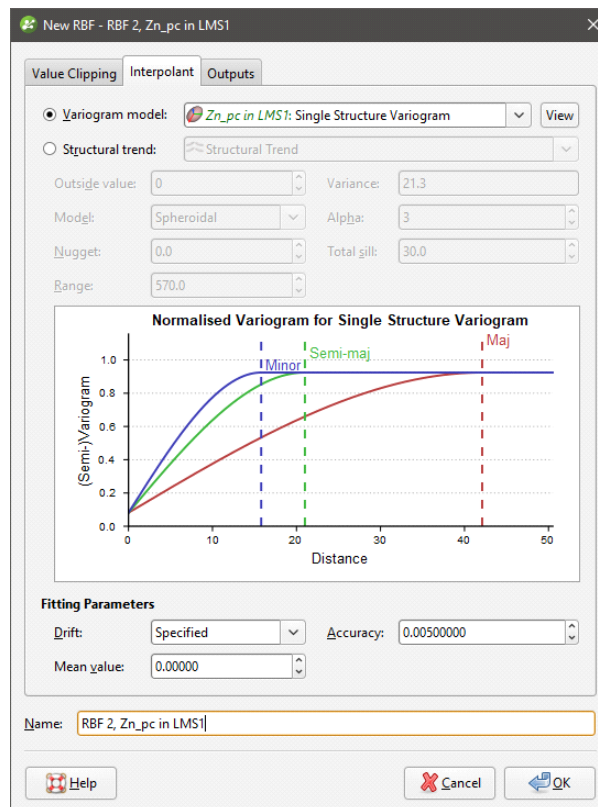 New RBF - RBF 2, Zn_pc in LMS1
Value Clipping Interpolant Outputs
Variogram model: Zn_pc in LMS1: Single Structure Variogram View
Structural trend: Structural Trend
Outside value: 0 Variance: 21.3
Model: Spheroidal Alpha: 3
Nugget: 0.0 Total sill: 30.0
Range: 570.0
Normalised Variogram for Single Structure Variogram
Maj
Semi-maj
Minor
1.0
0.8
0.6
0.4
0.2
0.0
(Semi-)Variogram
0 10 20 30 40 50
Distance
Fitting Parameters
Drift: Specified Accuracy: 0.00500000
Mean value: 0.00000
Name: RBF 2, Zn_pc in LMS1
Help Cancel OK